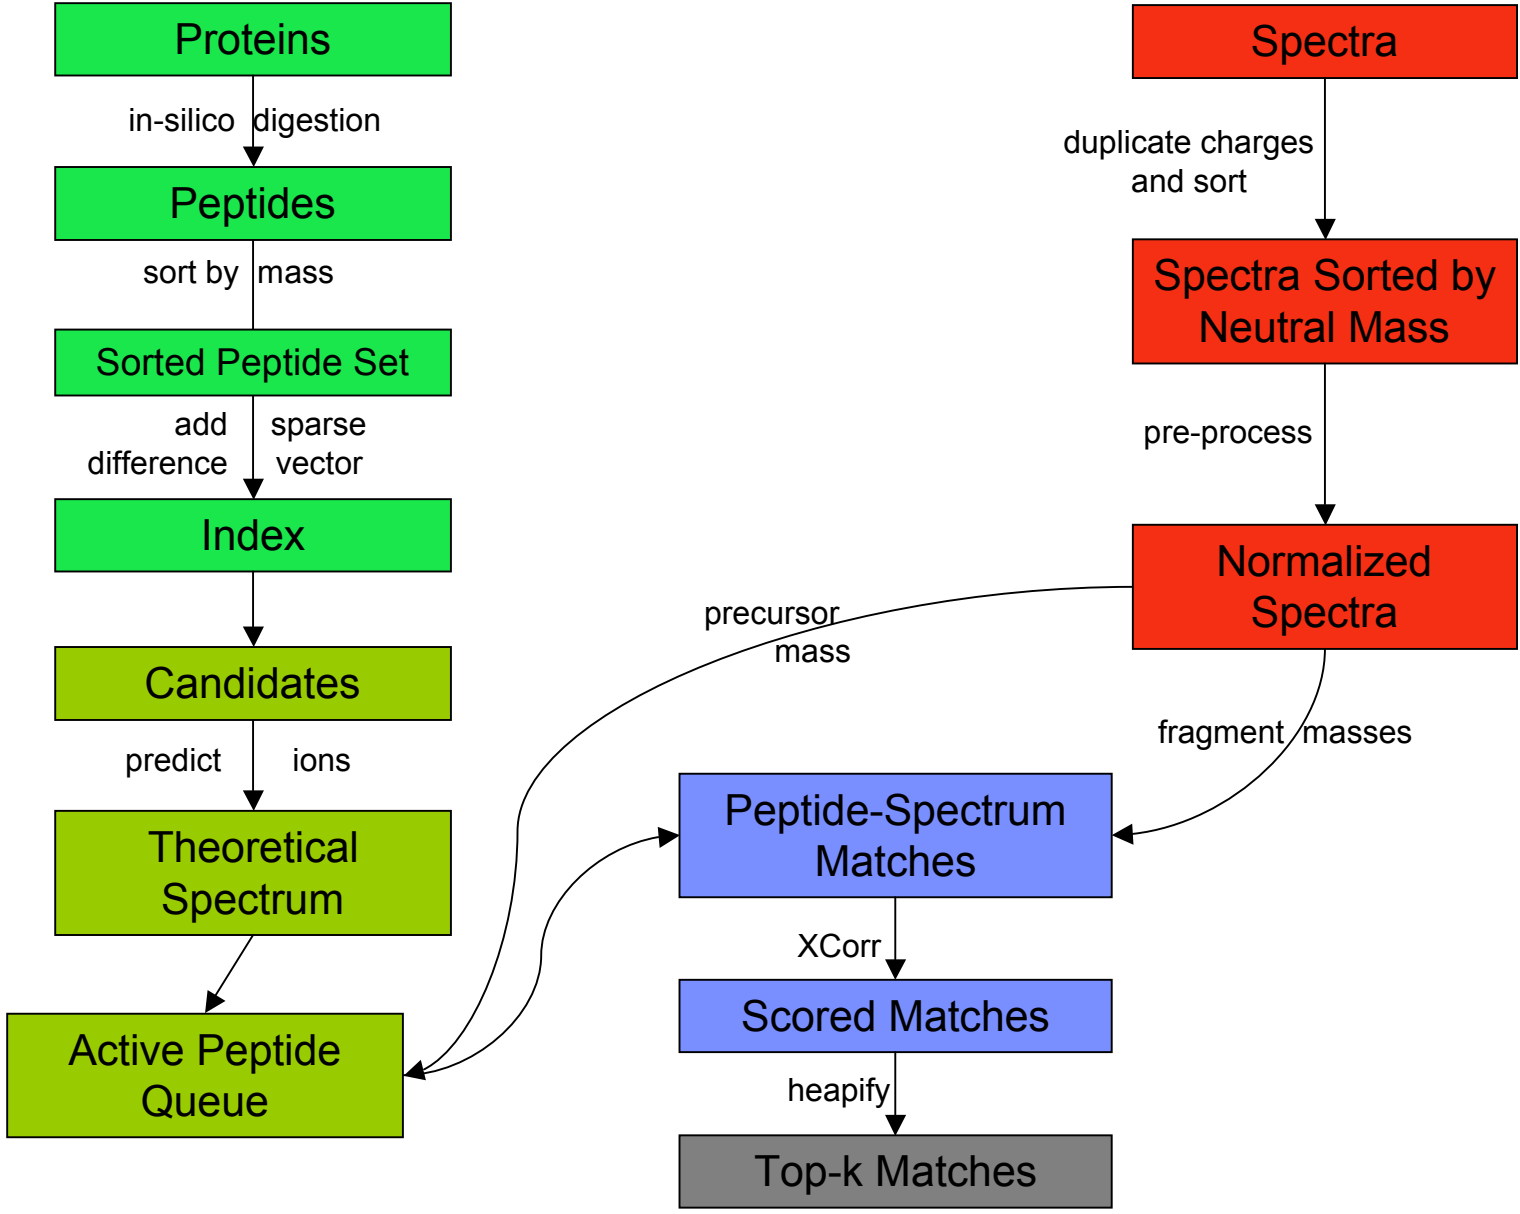 Proteins
in-silico digestion
Peptides
sort by mass
Sorted Peptide Set
add sparse
difference vector
Index
Candidates
predict ions
Theoretical
Spectrum
Active Peptide
Queue
Spectra
duplicate charges
and sort
Spectra Sorted by
Neutral Mass
pre-process
Normalized
Spectra
precursor
mass
fragment masses
Peptide-Spectrum
Matches
XCorr
Scored Matches
heapify
Top-k Matches